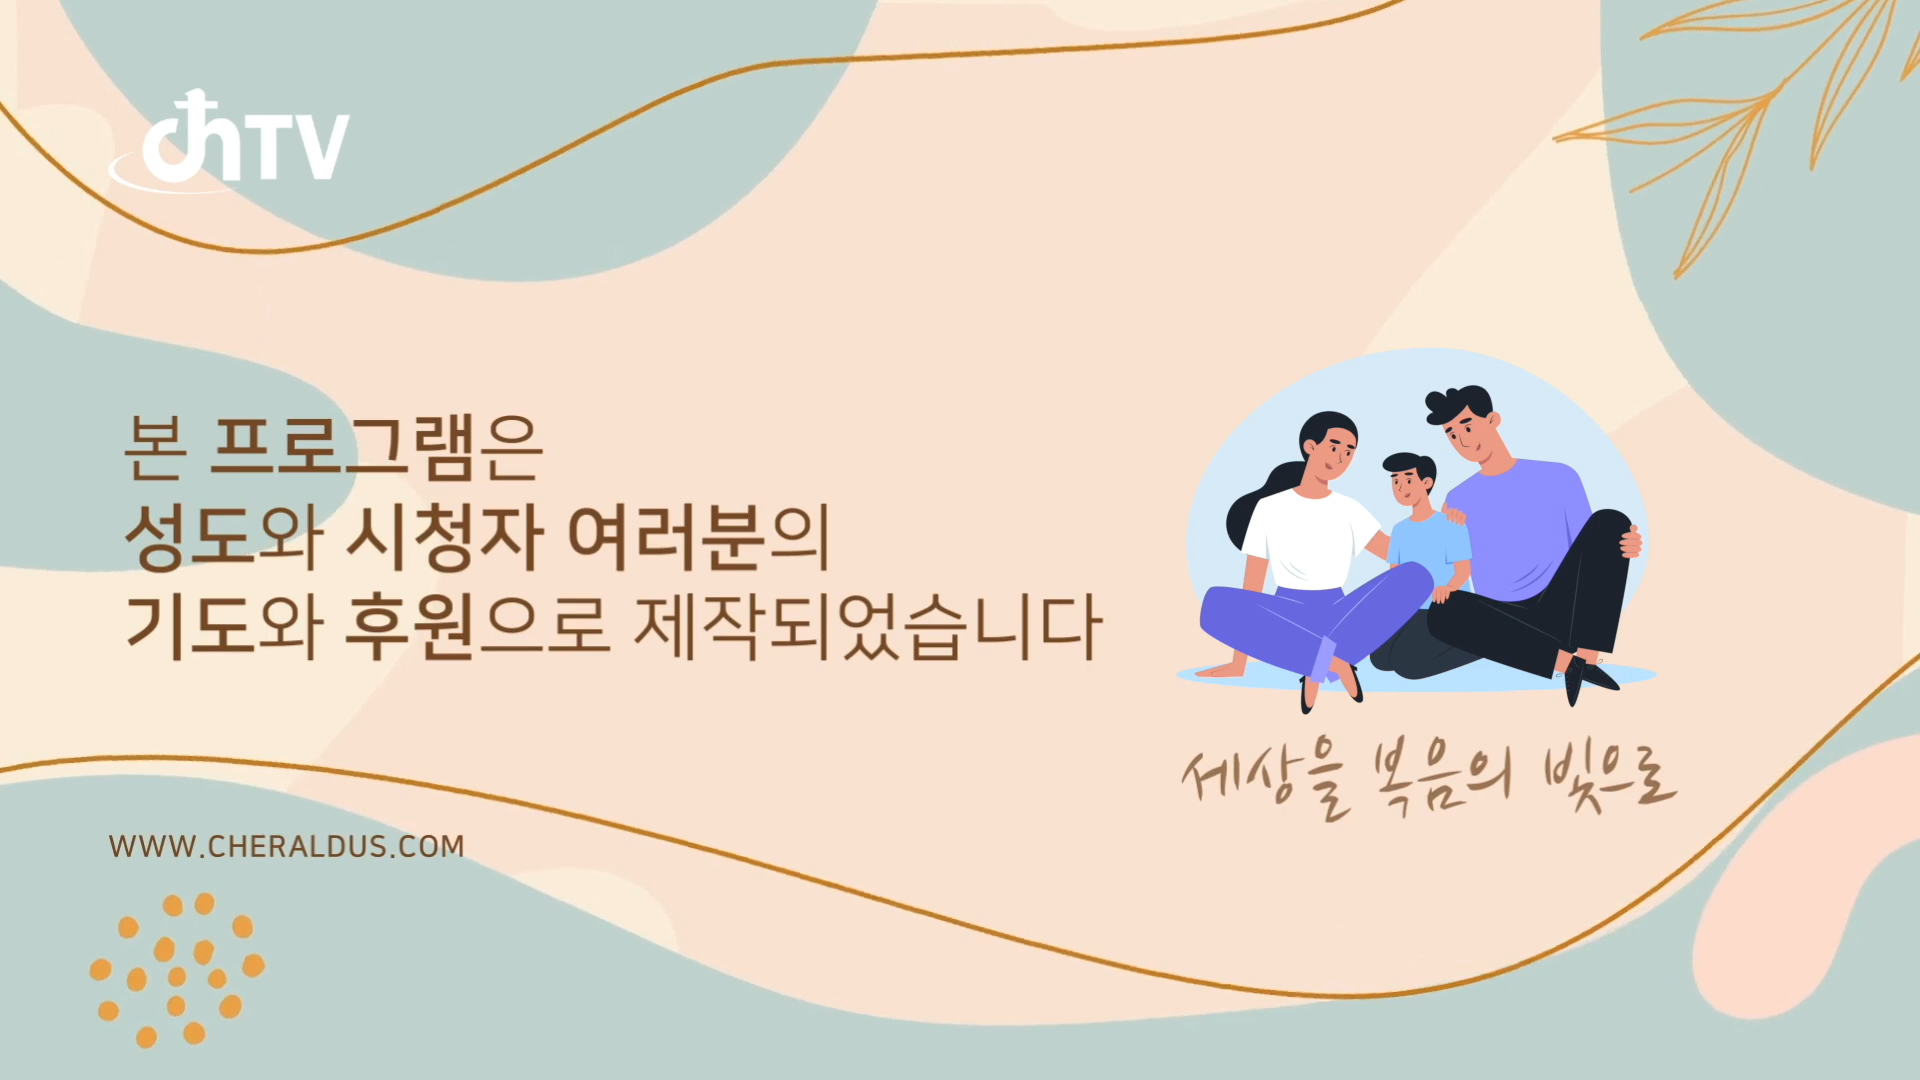 chTV
본 프로그램은
성도와 시청자 여러분의
기도와 후원으로 제작되었습니다
세상을 복음의 빛으로
WWW.CHERALDUS.COM